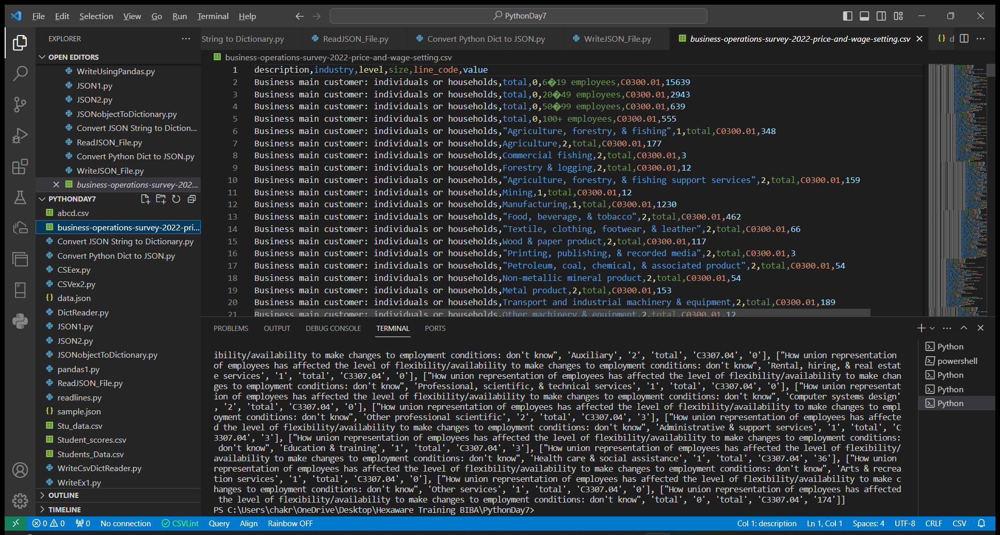 File Edit Selection View Go Run Terminal Help
PythonDay7
EXPLORER
OPEN EDITORS
WriteUsingPandas.py
JSON1.py
JSON2.py
JSONobjectToDictionary.py
Convert JSON String to Diction...
ReadJSON_File.py
Convert Python Dict to JSON.py
WriteJSON_File.py
business-operations-survey-202...
PYTHONDAY7
abcd.csv
business-operations-survey-2022-pri...
Convert JSON String to Dictionary.py
Convert Python Dict to JSON.py
CSEex.py
CSVex2.py
data.json
DictReader.py
JSON1.py
JSON2.py
JSONobjectToDictionary.py
pandas1.py
ReadJSON_File.py
readlines.py
sample.json
Stu_data.csv
Student_scores.csv
Students_Data.csv
WriteCsvDictReader.py
WriteEx1.py
OUTLINE
TIMELINE
String to Dictionary.py ReadJSON_File.py Convert Python Dict to JSON.py WriteJSON_File.py business-operations-survey-2022-price-and-wage-setting.csv {} d
business-operations-survey-2022-price-and-wage-setting.csv
1 description,industry,level,size,line_code,value
2 Business main customer: individuals or households,total,0,6�19 employees,C0300.01,15639
3 Business main customer: individuals or households,total,0,20�49 employees,C0300.01,2943
4 Business main customer: individuals or households,total,0,50�99 employees,C0300.01,639
5 Business main customer: individuals or households,total,0,100+ employees,C0300.01,555
6 Business main customer: individuals or households,"Agriculture, forestry, & fishing",1,total,C0300.01,348
7 Business main customer: individuals or households,Agriculture,2,total,C0300.01,177
8 Business main customer: individuals or households,Commercial fishing,2,total,C0300.01,3
9 Business main customer: individuals or households,Forestry & logging,2,total,C0300.01,12
10 Business main customer: individuals or households,"Agriculture, forestry, & fishing support services",2,total,C0300.01,159
11 Business main customer: individuals or households,Mining,1,total,C0300.01,12
12 Business main customer: individuals or households,Manufacturing,1,total,C0300.01,1230
13 Business main customer: individuals or households,"Food, beverage, & tobacco",2,total,C0300.01,462
14 Business main customer: individuals or households,"Textile, clothing, footwear, & leather",2,total,C0300.01,66
15 Business main customer: individuals or households,Wood & paper product,2,total,C0300.01,117
16 Business main customer: individuals or households,"Printing, publishing, & recorded media",2,total,C0300.01,3
17 Business main customer: individuals or households,"Petroleum, coal, chemical, & associated product",2,total,C0300.01,54
18 Business main customer: individuals or households,Non-metallic mineral product,2,total,C0300.01,54
19 Business main customer: individuals or households,Metal product,2,total,C0300.01,153
20 Business main customer: individuals or households,Transport and industrial machinery & equipment,2,total,C0300.01,189
21 Business main customer: individuals or households,Other machinery & equipment,2,total,C0300.01,12
PROBLEMS OUTPUT DEBUG CONSOLE TERMINAL PORTS
ibility/availability to make changes to employment conditions: don't know", 'Auxiliary', '2', 'total', 'C3307.04', '0'], ["How union representation
of employees has affected the level of flexibility/availability to make changes to employment conditions: don't know", 'Rental, hiring, & real estat
e services', '1', 'total', 'C3307.04', '0'], ["How union representation of employees has affected the level of flexibility/availability to make chan
ges to employment conditions: don't know", 'Professional, scientific, & technical services', '1', 'total', 'C3307.04', '0'], ["How union representat
ion of employees has affected the level of flexibility/availability to make changes to employment conditions: don't know", 'Computer systems design'
, '2', 'total', 'C3307.04', '0'], ["How union representation of employees has affected the level of flexibility/availability to make changes to empl
oyment conditions: don't know", 'Other professional scientific', '2', 'total', 'C3307.04', '3'], ["How union representation of employees has affecte
d the level of flexibility/availability to make changes to employment conditions: don't know", 'Administrative & support services', '1', 'total', 'C
3307.04', '3'], ["How union representation of employees has affected the level of flexibility/availability to make changes to employment conditions:
don't know", 'Education & training', '1', 'total', 'C3307.04', '3'], ["How union representation of employees has affected the level of flexibility/
availability to make changes to employment conditions: don't know", 'Health care & social assistance', '1', 'total', 'C3307.04', '36'], ["How union
representation of employees has affected the level of flexibility/availability to make changes to employment conditions: don't know", 'Arts & recrea
tion services', '1', 'total', 'C3307.04', '0'], ["How union representation of employees has affected the level of flexibility/availability to make c
hanges to employment conditions: don't know", 'Other services', '1', 'total', 'C3307.04', '0'], ["How union representation of employees has affected
the level of flexibility/availability to make changes to employment conditions: don't know", 'total', '0', 'total', 'C3307.04', '174']]
PS C:\Users\chakr\OneDrive\Desktop\Hexaware Training BIBA\PythonDay7>
Python
powershell
Python
Python
Python
0 0 0 No connection CSVLint Query Align Rainbow OFF Col 1: description Ln 1, Col 1 Spaces: 4 UTF-8 CRLF CSV